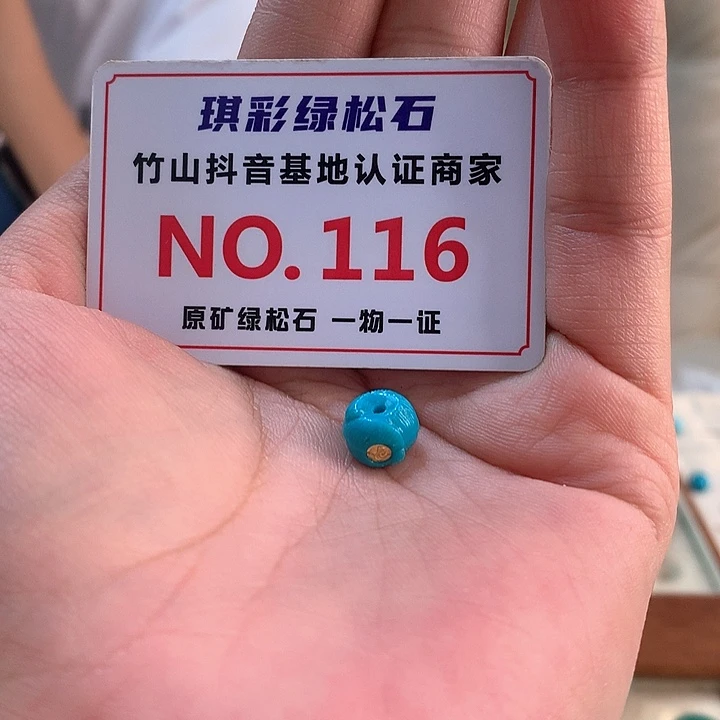 琪彩绿松石
竹山抖音基地认证商家
NO.116
原矿绿松石 一物一证